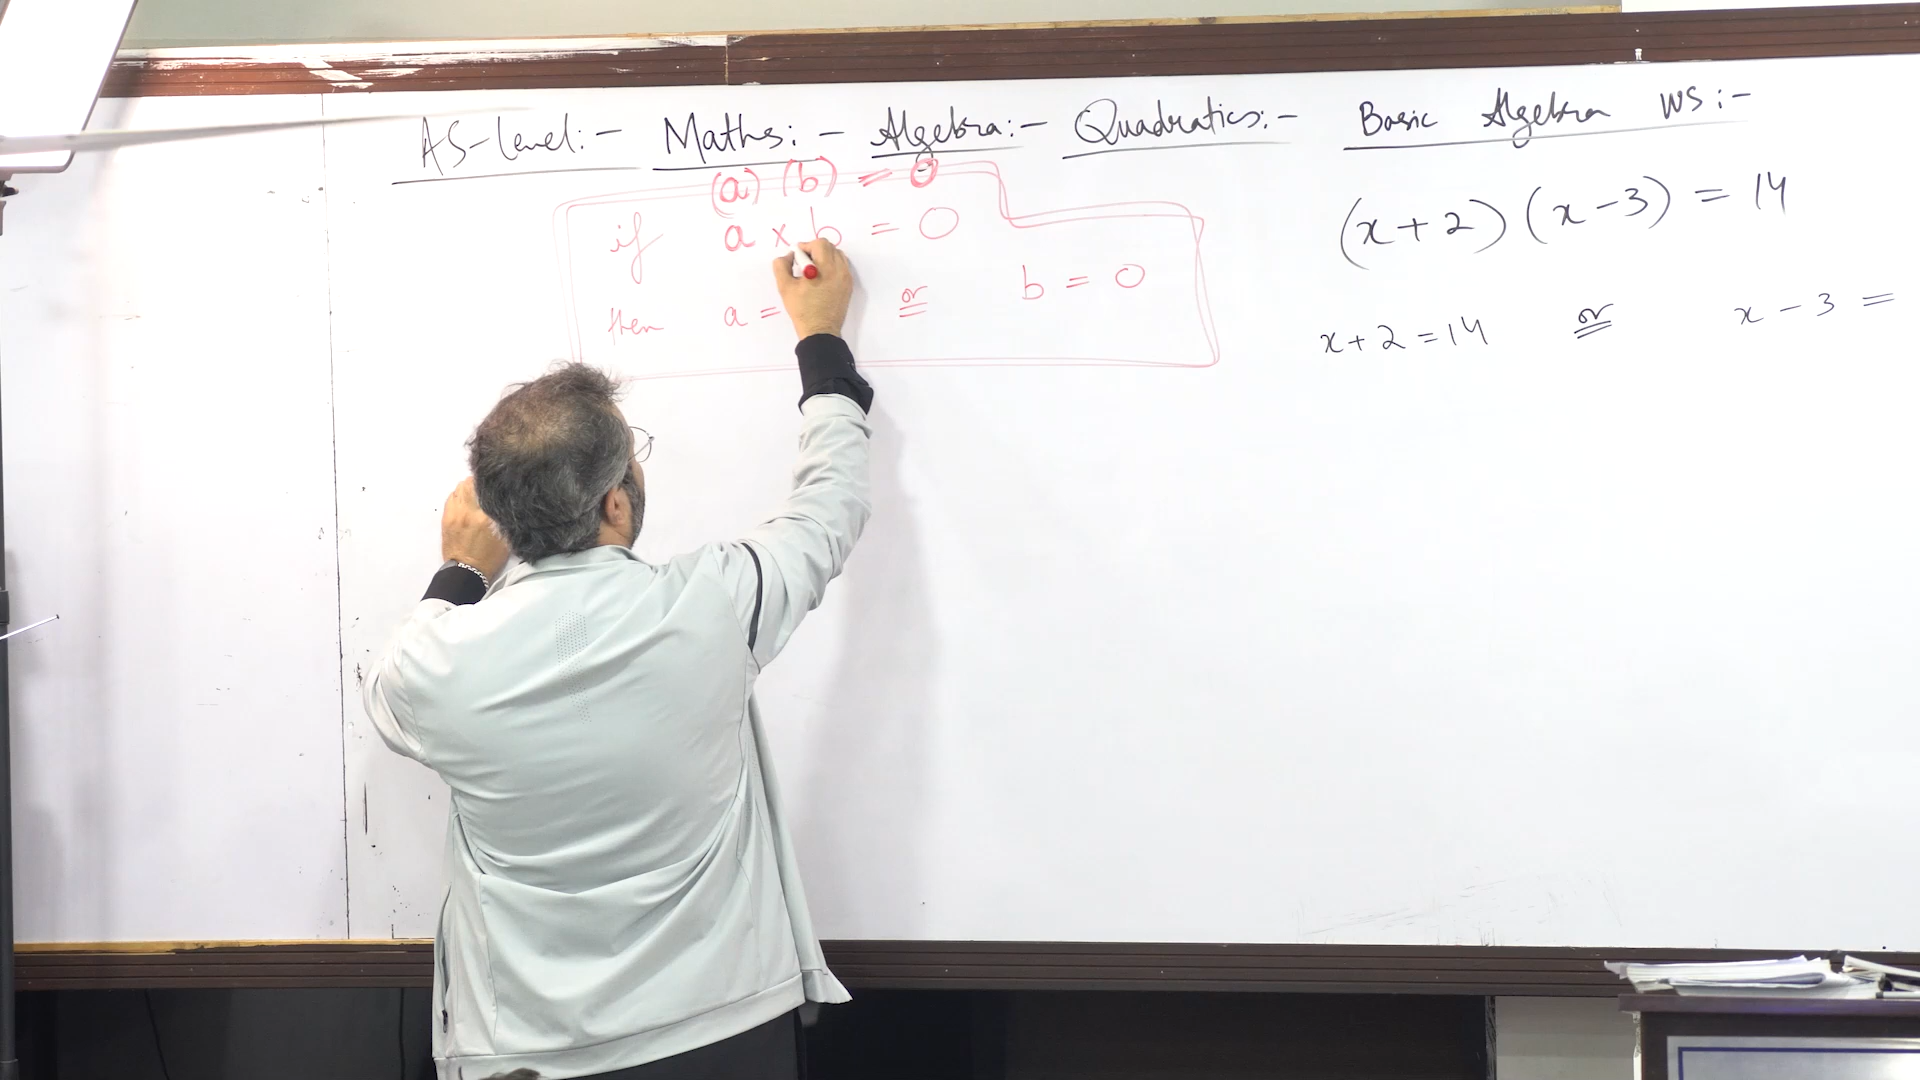 AS-Level:- Maths:- Algebra:- Quadratics:- Basic Algebra WS:-
(a) (b) = 0
if a × b = 0
then a = or b = 0
(x+2) (x-3) = 14
x+2 = 14 or x - 3 =